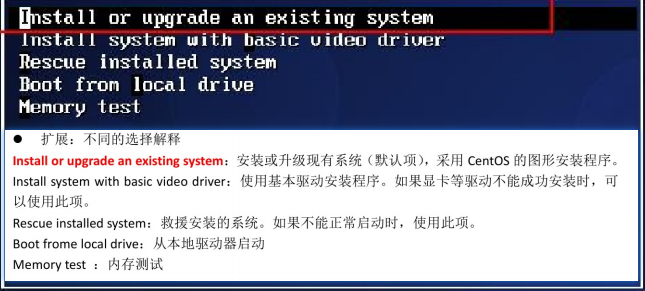 Install or upgrade an existing system
Install system with basic video driver
Rescue installed system
Boot from local drive
Memory test
● 扩展：不同的选择解释
Install or upgrade an existing system：安装或升级现有系统（默认项），采用 CentOS 的图形安装程序。
Install system with basic video driver：使用基本驱动安装程序。如果显卡等驱动不能成功安装时，可
以使用此项。
Rescue installed system：救援安装的系统。如果不能正常启动时，使用此项。
Boot frome local drive：从本地驱动器启动
Memory test ：内存测试